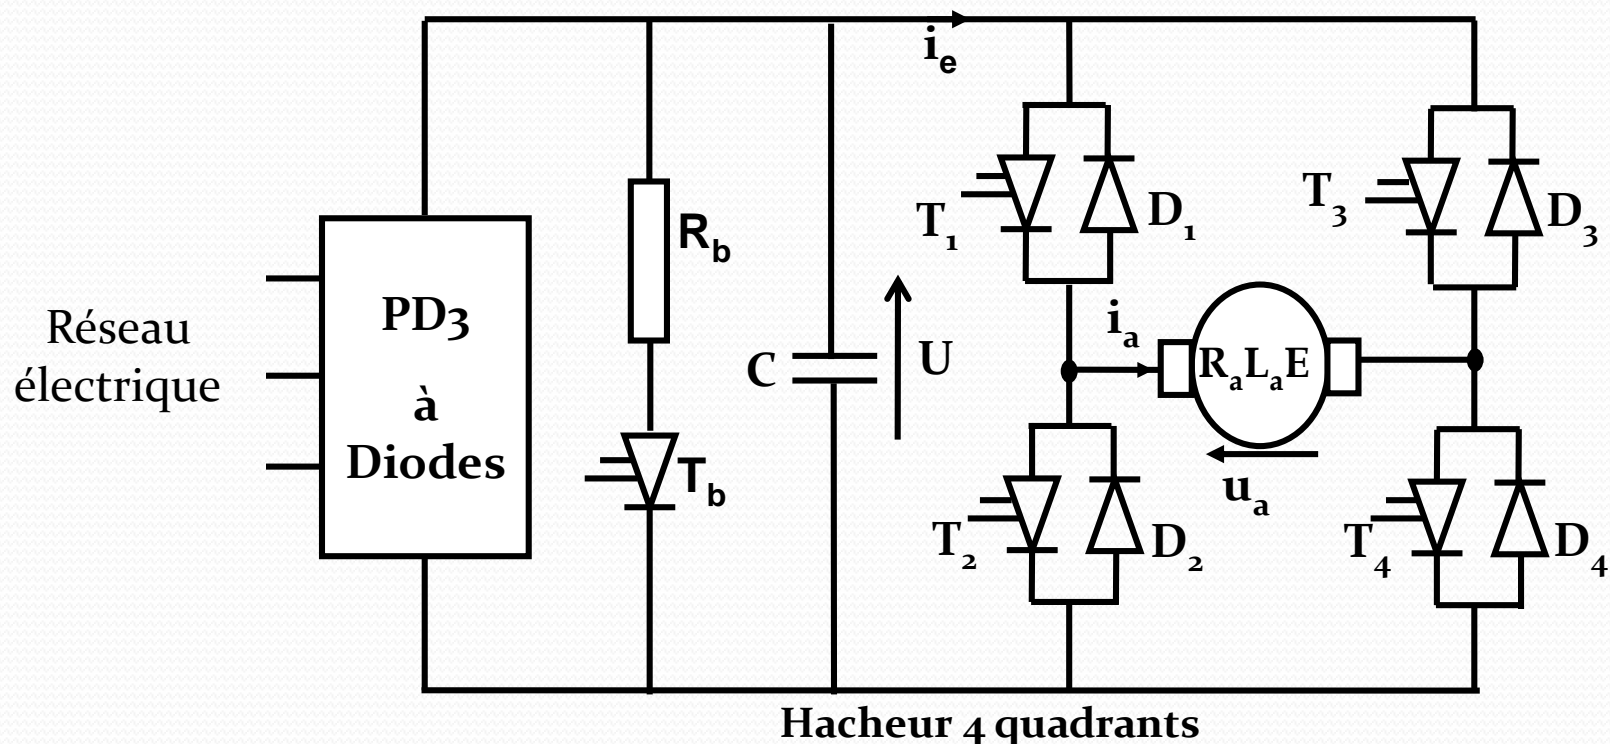 i_e
R_b
T_1
D_1
T_3
D_3
PD3
à
Diodes
Réseau
électrique
C
U
i_a
R_aL_aE
u_a
T_b
T_2
D_2
T_4
D_4
Hacheur 4 quadrants